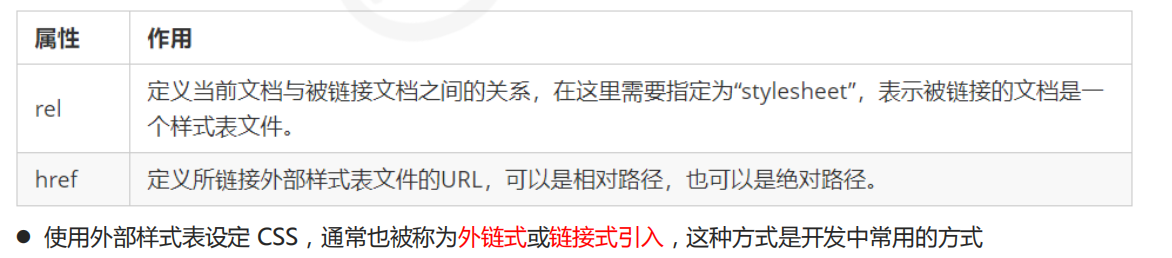 属性 作用
rel 定义当前文档与被链接文档之间的关系，在这里需要指定为“stylesheet”，表示被链接的文档是一
个样式表文件。
href 定义所链接外部样式表文件的URL，可以是相对路径，也可以是绝对路径。
● 使用外部样式表设定 CSS，通常也被称为外链式或链接式引入，这种方式是开发中常用的方式